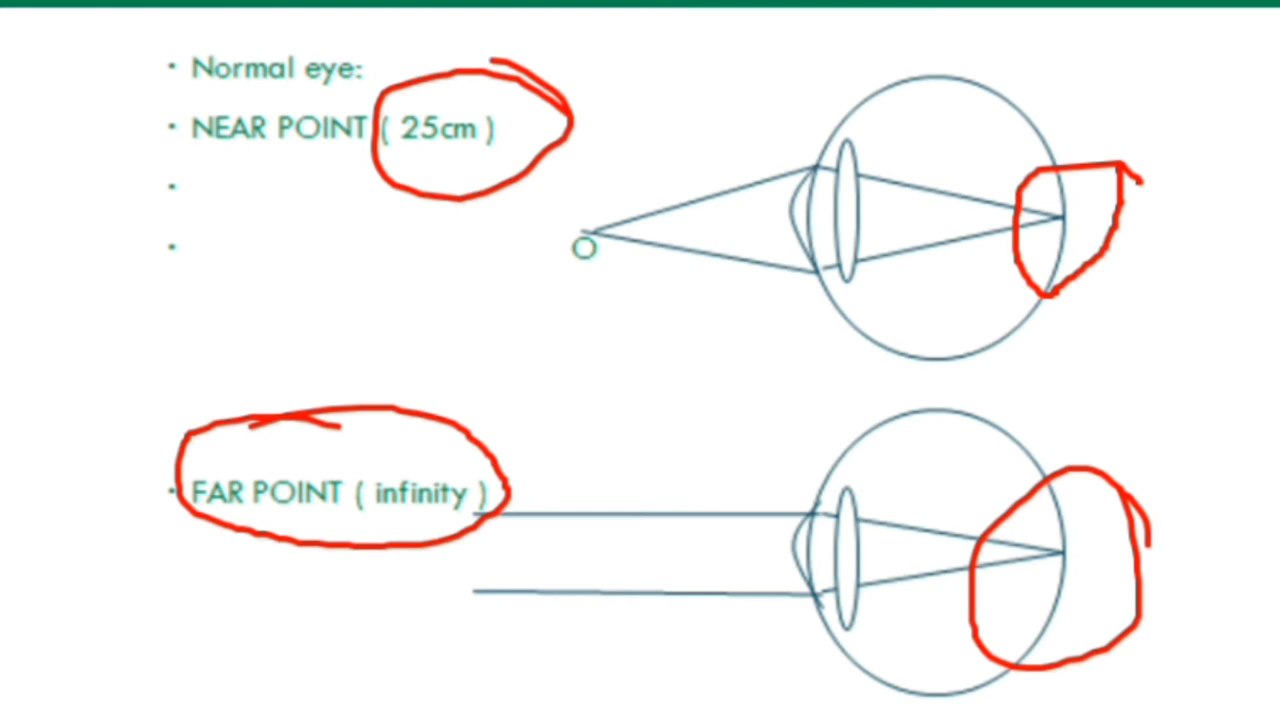 · Normal eye:
· NEAR POINT ( 25cm )
·
·
O
· FAR POINT ( infinity )